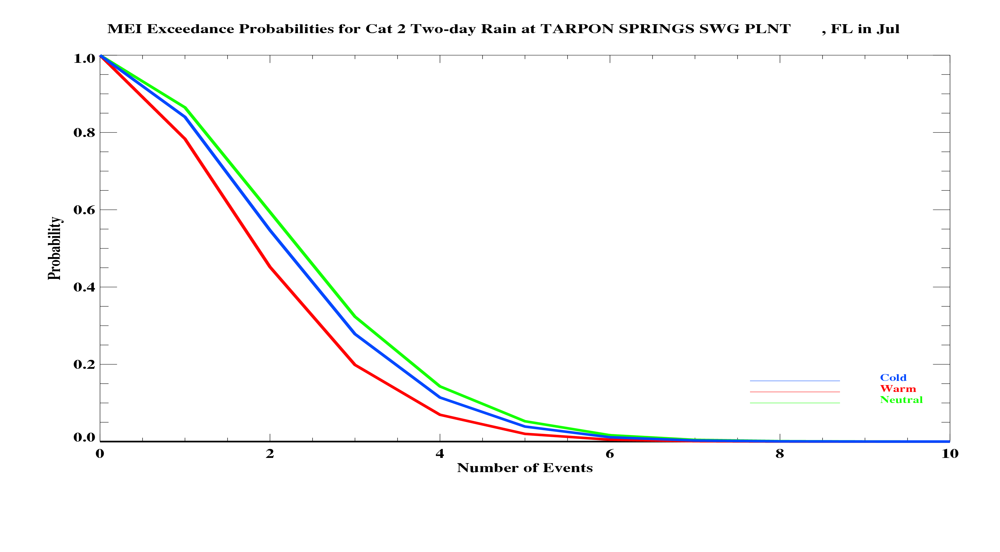 MEI Exceedance Probabilities for Cat 2 Two-day Rain at TARPON SPRINGS SWG PLNT , FL in Jul
1.0
0.8
0.6
0.4
0.2
0.0
Probability
0 2 4 6 8 10
Number of Events
Cold
Warm
Neutral